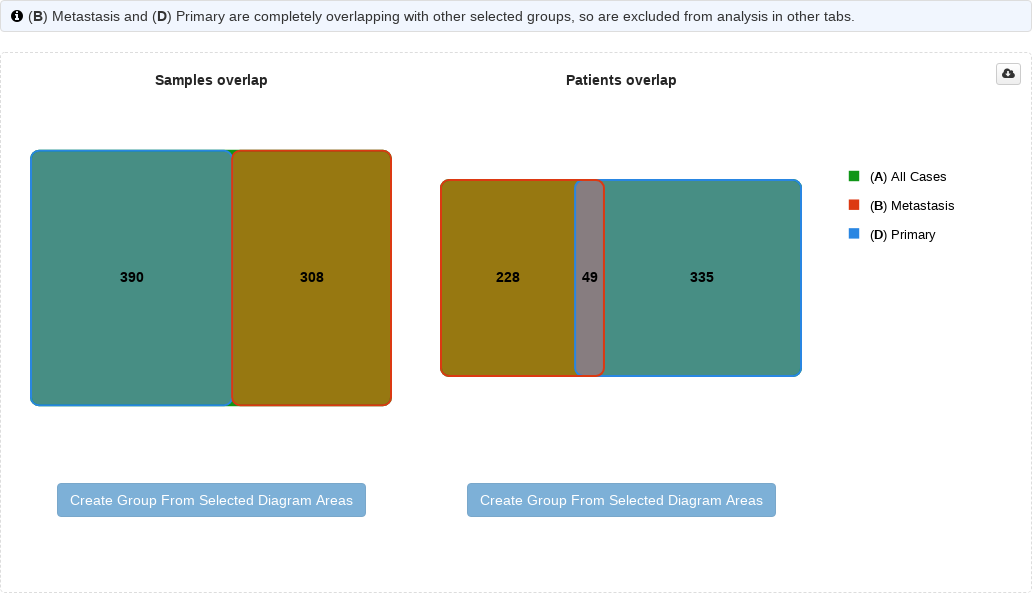 (B) Metastasis and (D) Primary are completely overlapping with other selected groups, so are excluded from analysis in other tabs.
Samples overlap
Patients overlap
390
308
228
49
335
(A) All Cases
(B) Metastasis
(D) Primary
Create Group From Selected Diagram Areas
Create Group From Selected Diagram Areas